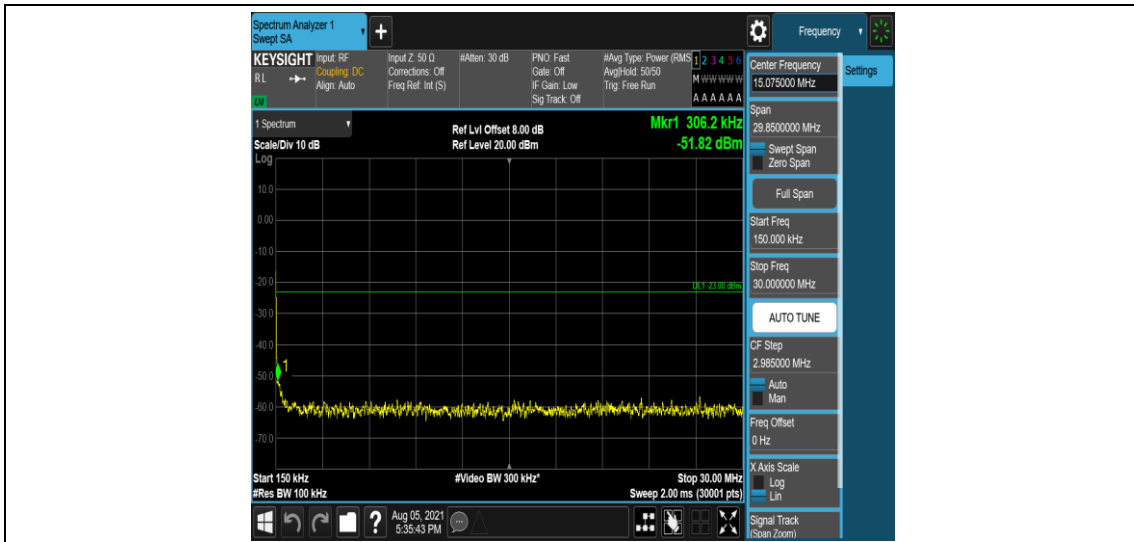 Spectrum Analyzer 1
Swept SA
+
Frequency
KEYSIGHT
RL
LM
Input: RF
Coupling: DC
Align: Auto
Input Z: 50 Ω
Corrections: Off
Freq Ref: Int (S)
#Atten: 30 dB
PNO: Fast
Gate: Off
IF Gain: Low
Sig Track: Off
#Avg Type: Power (RMS
Avg|Hold: 50/50
Trig: Free Run
1 2 3 4 5 6
M W W W W W
A A A A A A
1 Spectrum
Scale/Div 10 dB
Ref Lvl Offset 8.00 dB
Ref Level 20.00 dBm
Mkr1 306.2 kHz
-51.82 dBm
Log
10.0
0.00
-10.0
-20.0
DL1 -23.00 dBm
-30.0
-40.0
1
-50.0
-60.0
-70.0
Start 150 kHz
#Res BW 100 kHz
#Video BW 300 kHz*
Stop 30.00 MHz
Sweep 2.00 ms (30001 pts)
?
Aug 05, 2021
5:35:43 PM
Center Frequency
15.075000 MHz
Settings
Span
29.8500000 MHz
Swept Span
Zero Span
Full Span
Start Freq
150.000 kHz
Stop Freq
30.000000 MHz
AUTO TUNE
CF Step
2.985000 MHz
Auto
Man
Freq Offset
0 Hz
X Axis Scale
Log
Lin
Signal Track
(Span Zoom)